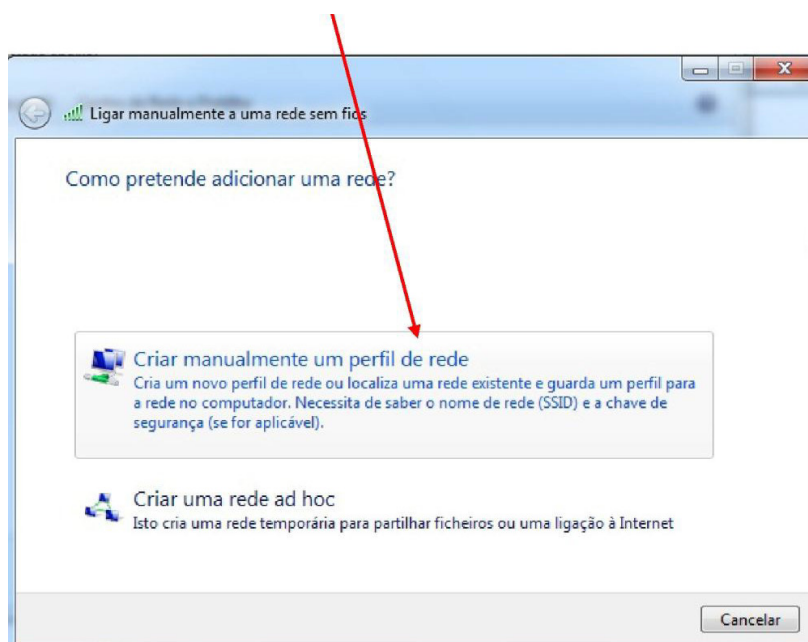 Ligar manualmente a uma rede sem fios
Como pretende adicionar uma rede?
Criar manualmente um perfil de rede
Cria um novo perfil de rede ou localiza uma rede existente e guarda um perfil para
a rede no computador. Necessita de saber o nome de rede (SSID) e a chave de
segurança (se for aplicável).
Criar uma rede ad hoc
Isto cria uma rede temporária para partilhar ficheiros ou uma ligação à Internet
Cancelar